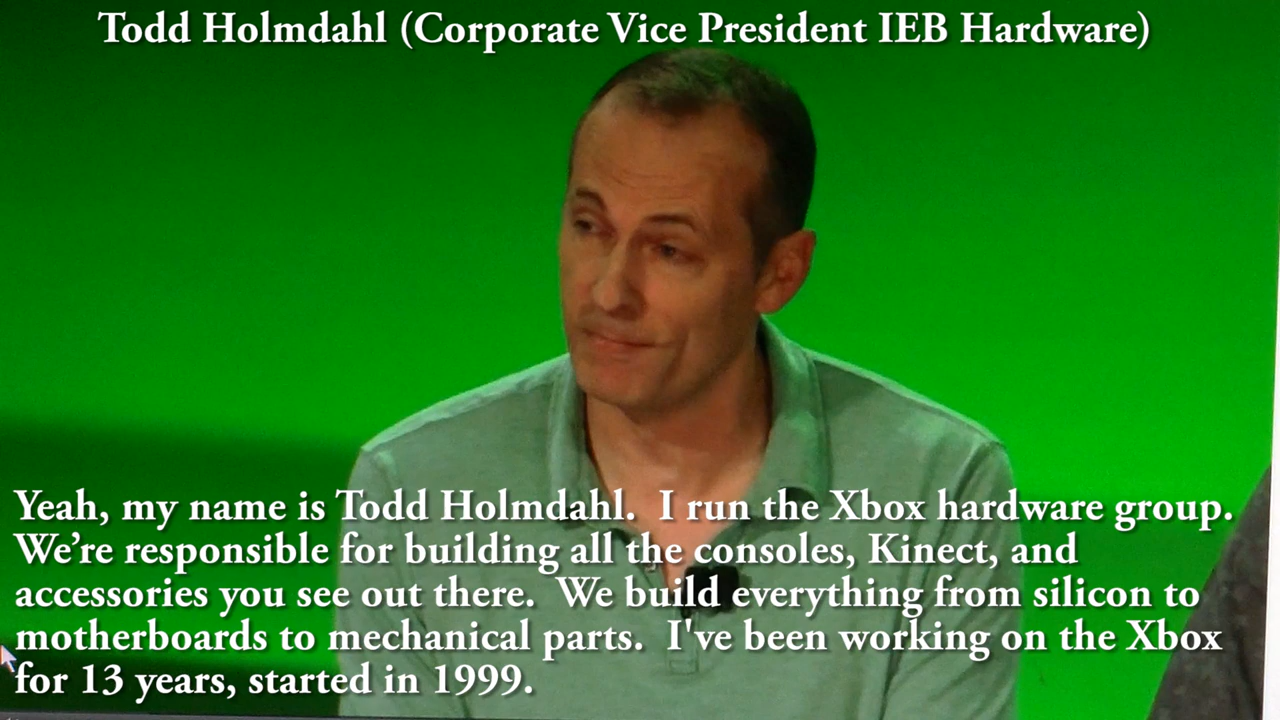 Todd Holmdahl (Corporate Vice President IEB Hardware)
Yeah, my name is Todd Holmdahl.  I run the Xbox hardware group.
We’re responsible for building all the consoles, Kinect, and
accessories you see out there.  We build everything from silicon to
motherboards to mechanical parts.  I've been working on the Xbox
for 13 years, started in 1999.